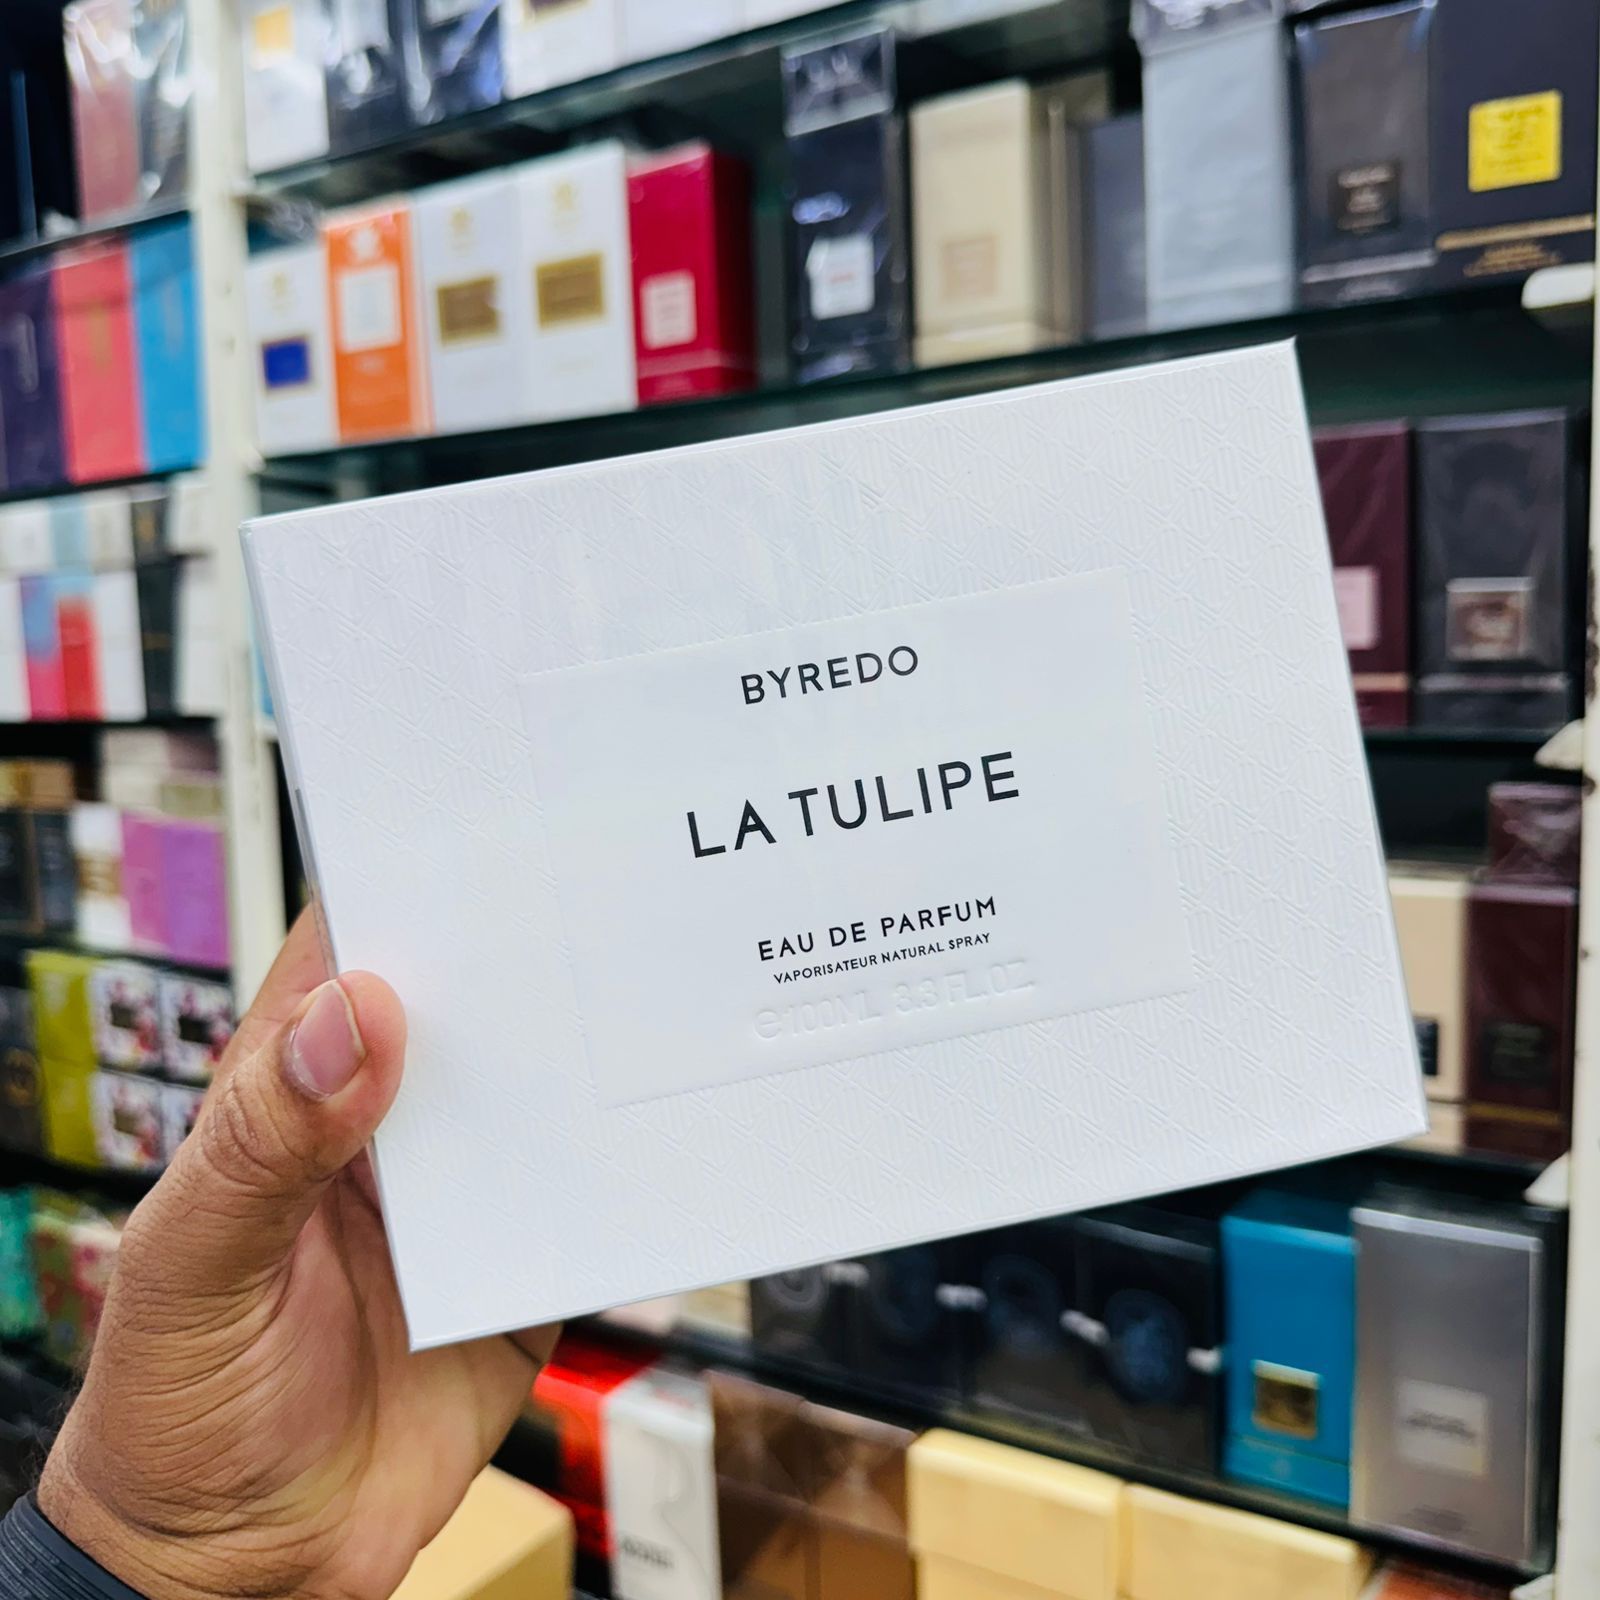 BYREDO
LA TULIPE
EAU DE PARFUM
VAPORISATEUR NATURAL SPRAY
℮ 100ML 3.3 FL.OZ